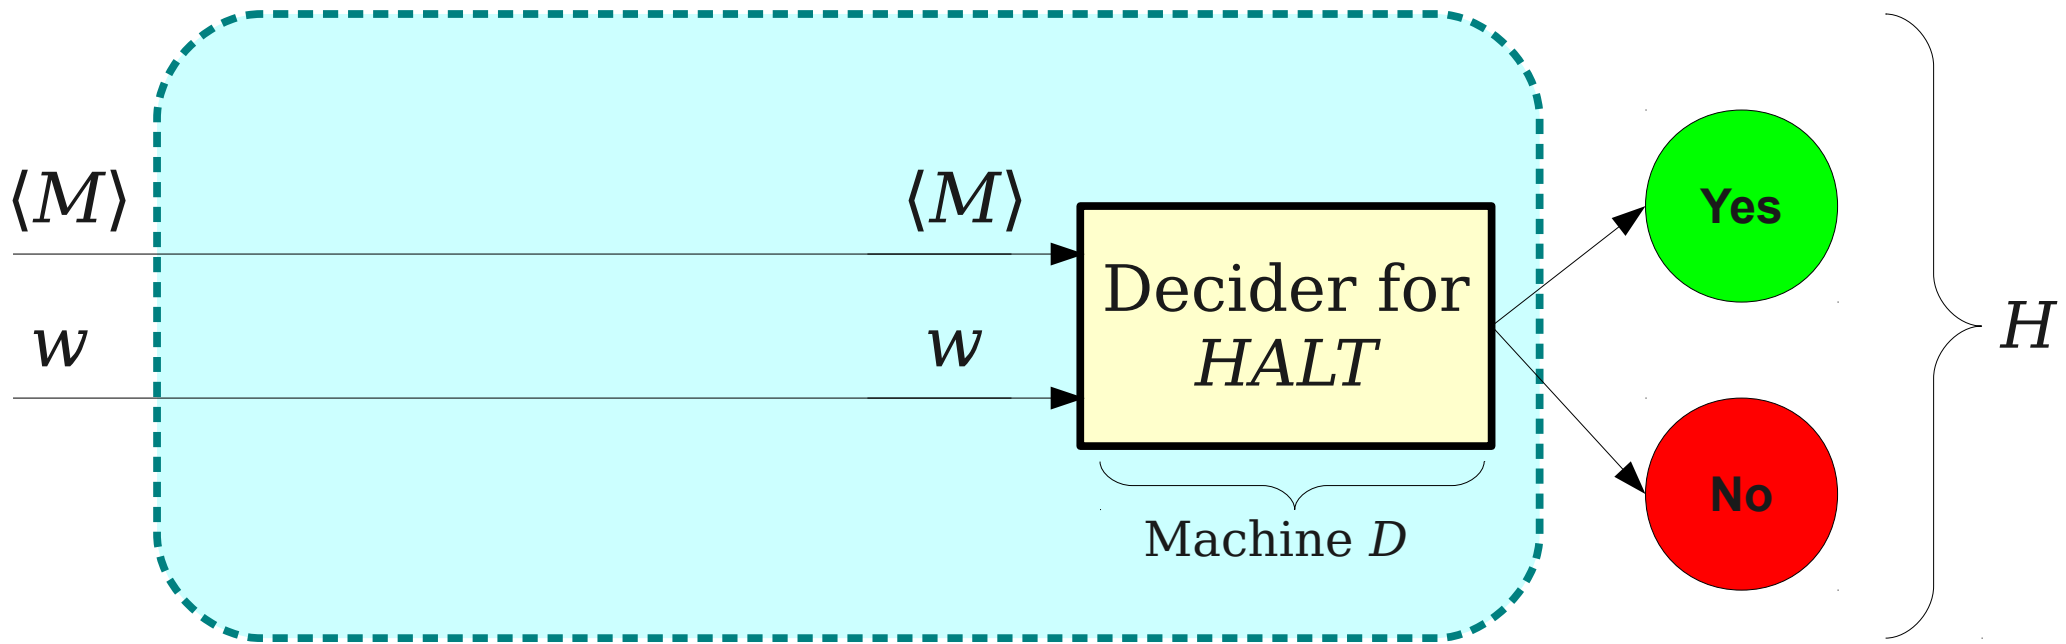 ⟨M⟩
⟨M⟩
w
w
Decider for
HALT
Machine D
Yes
No
H